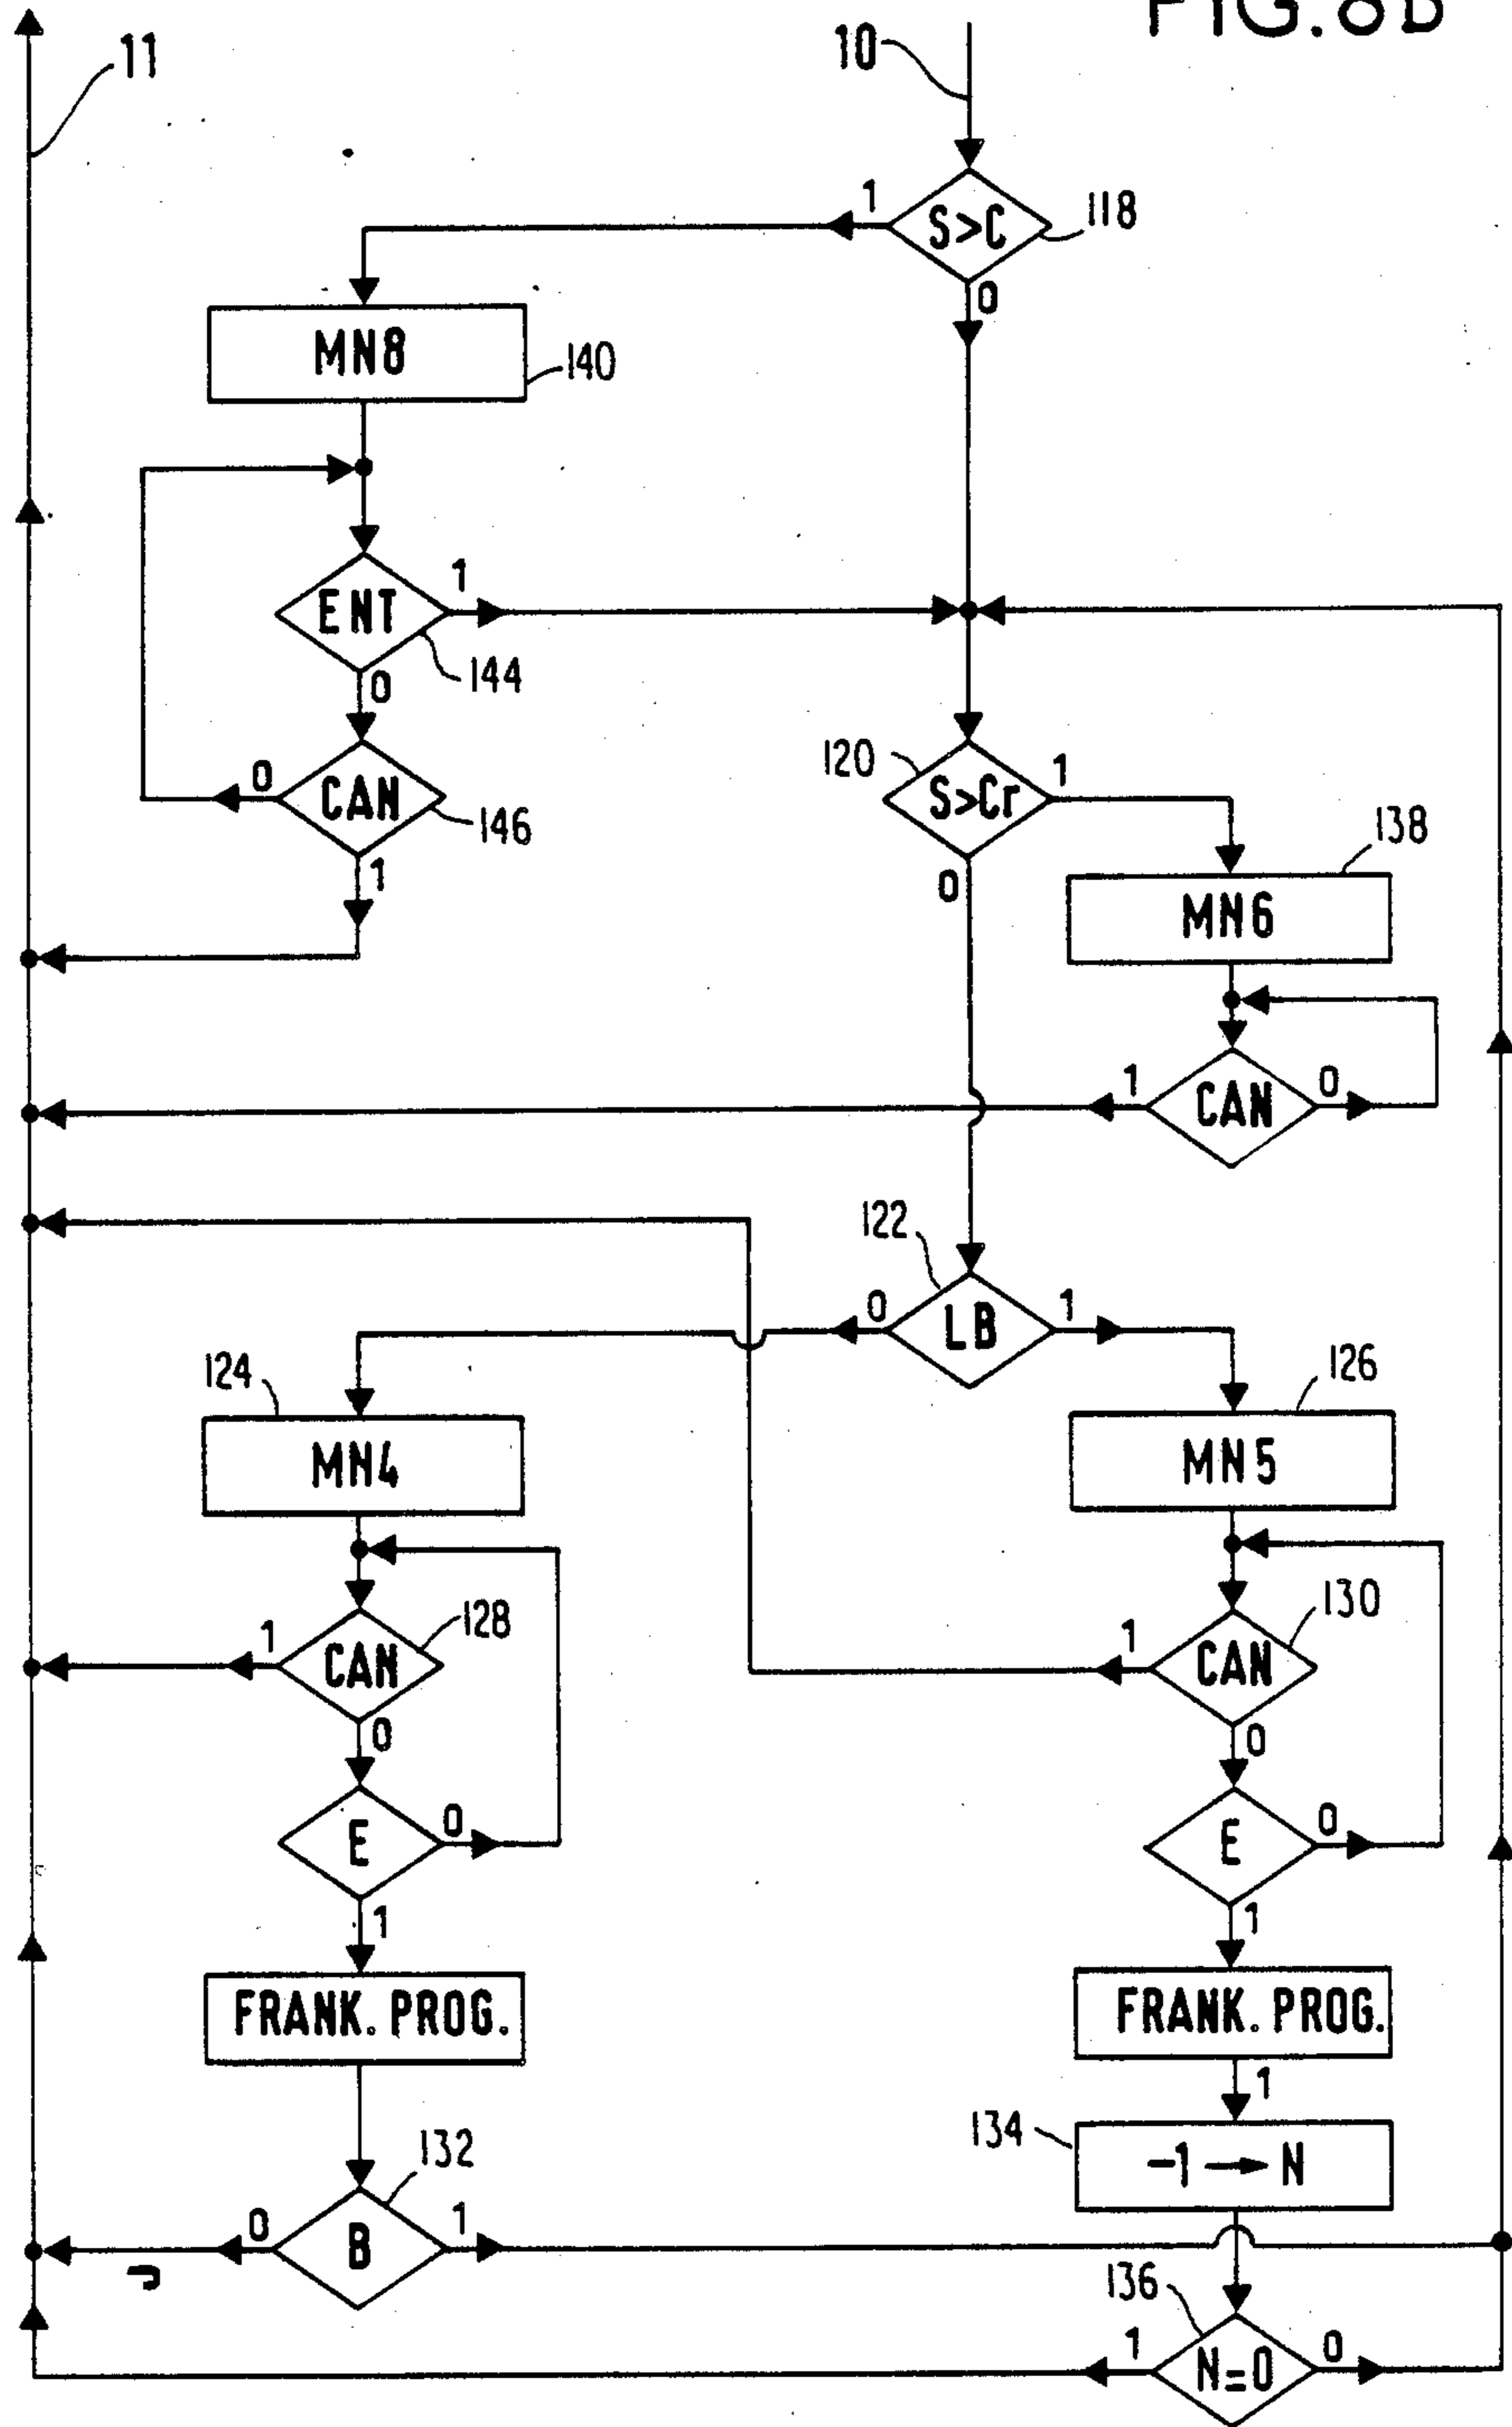 FIG. 8B
11
10
1
S>C
118
0
MN8
140
ENT
1
144
0
0
CAN
146
1
120
S>Cr
1
0
138
MN6
1
CAN
0
122
0
LB
1
124
MN4
126
MN5
1
CAN
128
0
1
CAN
130
0
E
0
1
E
0
1
FRANK. PROG.
FRANK. PROG.
1
134
-1 → N
132
0
B
1
136
1
N=0
0